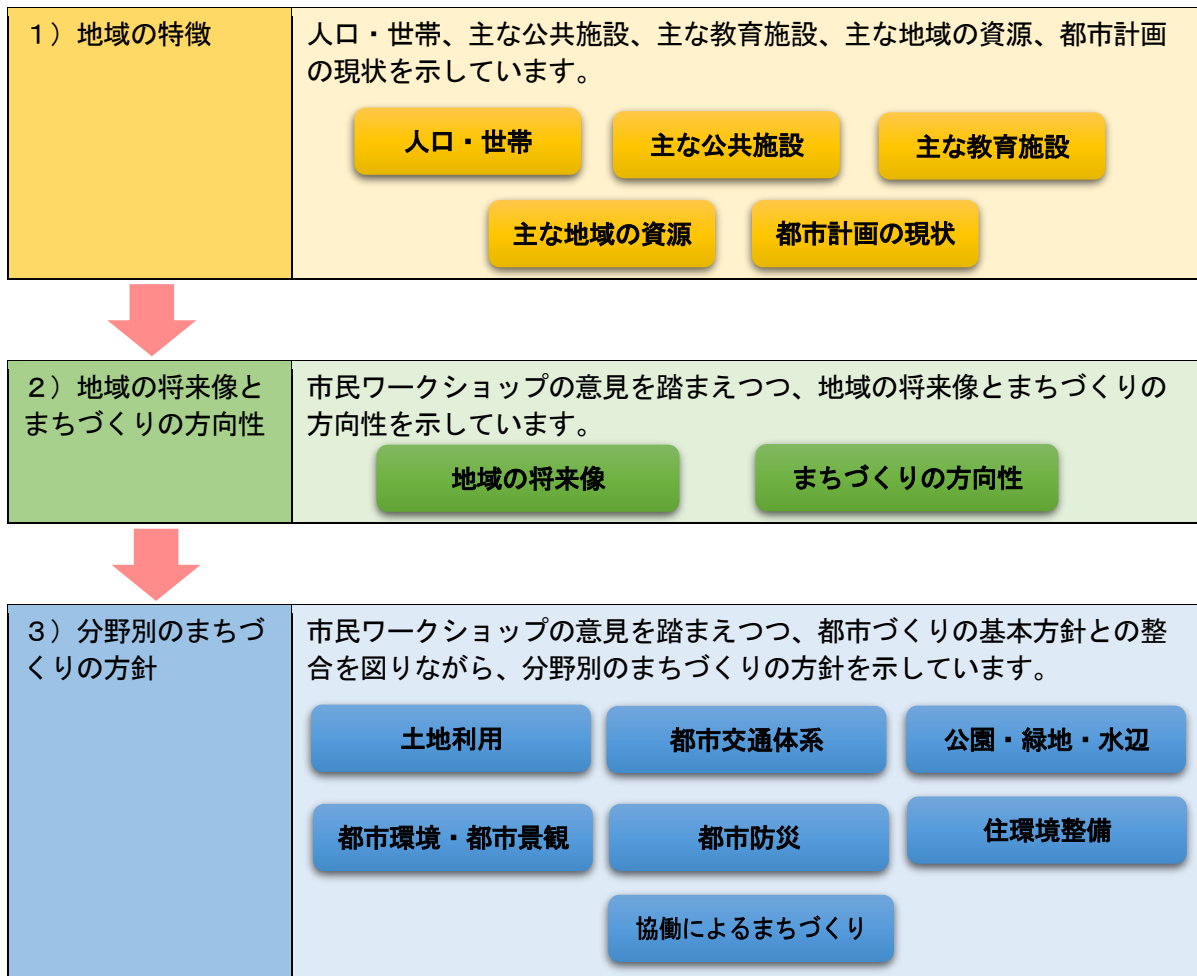 １）地域の特徴
人口・世帯、主な公共施設、主な教育施設、主な地域の資源、都市計画
の現状を示しています。
人口・世帯
主な公共施設
主な教育施設
主な地域の資源
都市計画の現状
２）地域の将来像と
まちづくりの方向性
市民ワークショップの意見を踏まえつつ、地域の将来像とまちづくりの
方向性を示しています。
地域の将来像
まちづくりの方向性
３）分野別のまちづ
くりの方針
市民ワークショップの意見を踏まえつつ、都市づくりの基本方針との整
合を図りながら、分野別のまちづくりの方針を示しています。
土地利用
都市交通体系
公園・緑地・水辺
都市環境・都市景観
都市防災
住環境整備
協働によるまちづくり